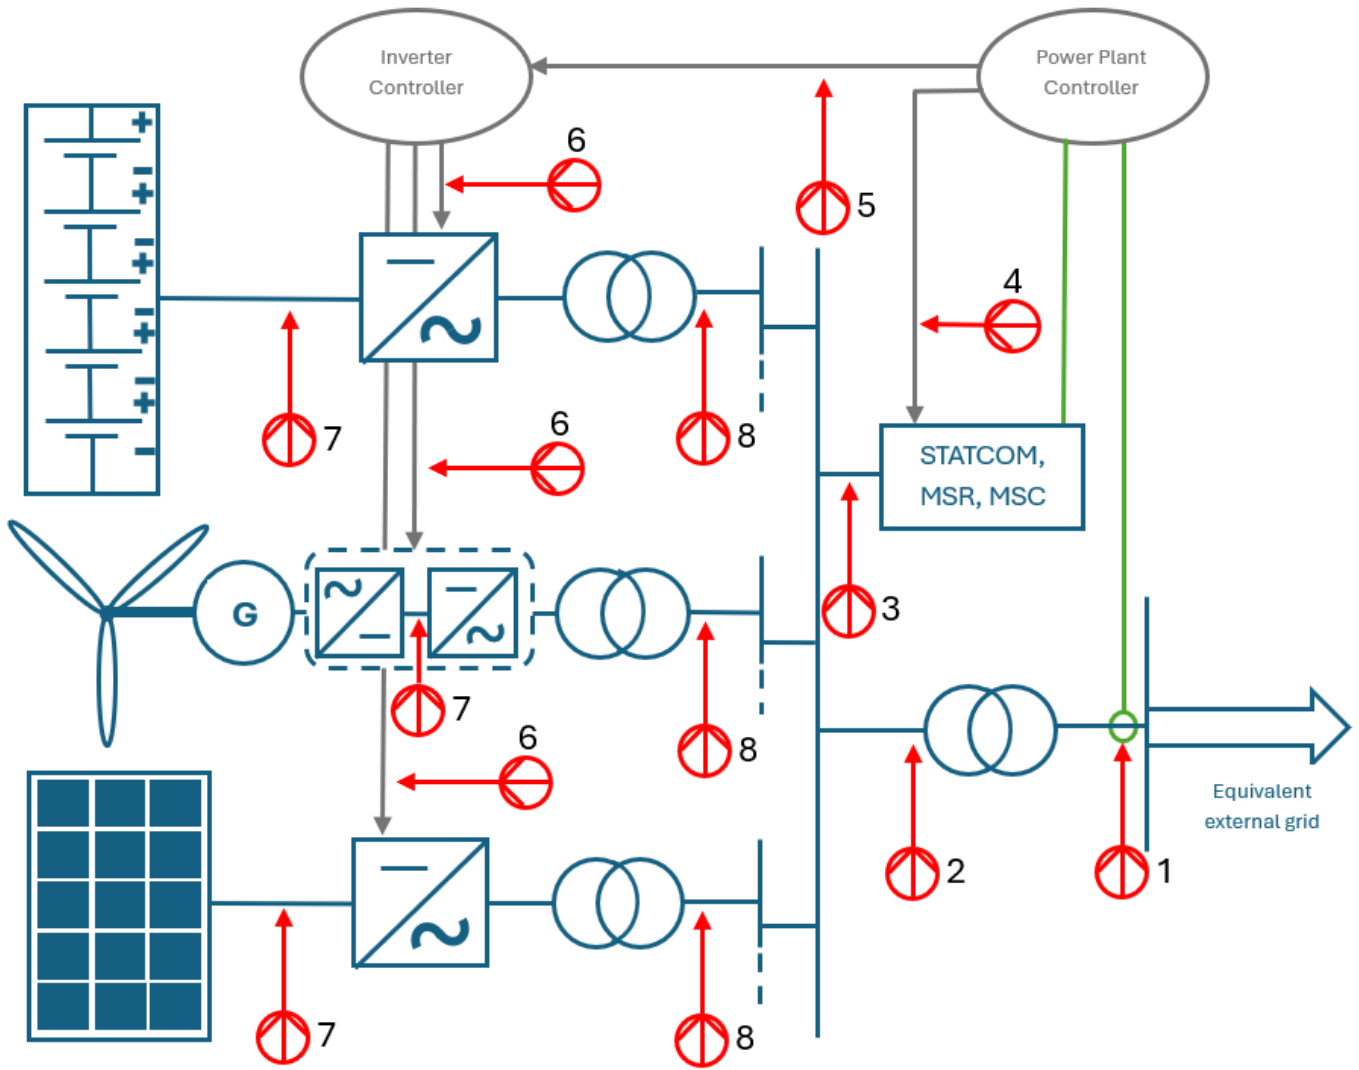 Inverter
Controller
Power Plant
Controller
6
5
4
7
8
6
STATCOM,
MSR, MSC
G
3
7
8
6
Equivalent
external grid
2
1
7
8